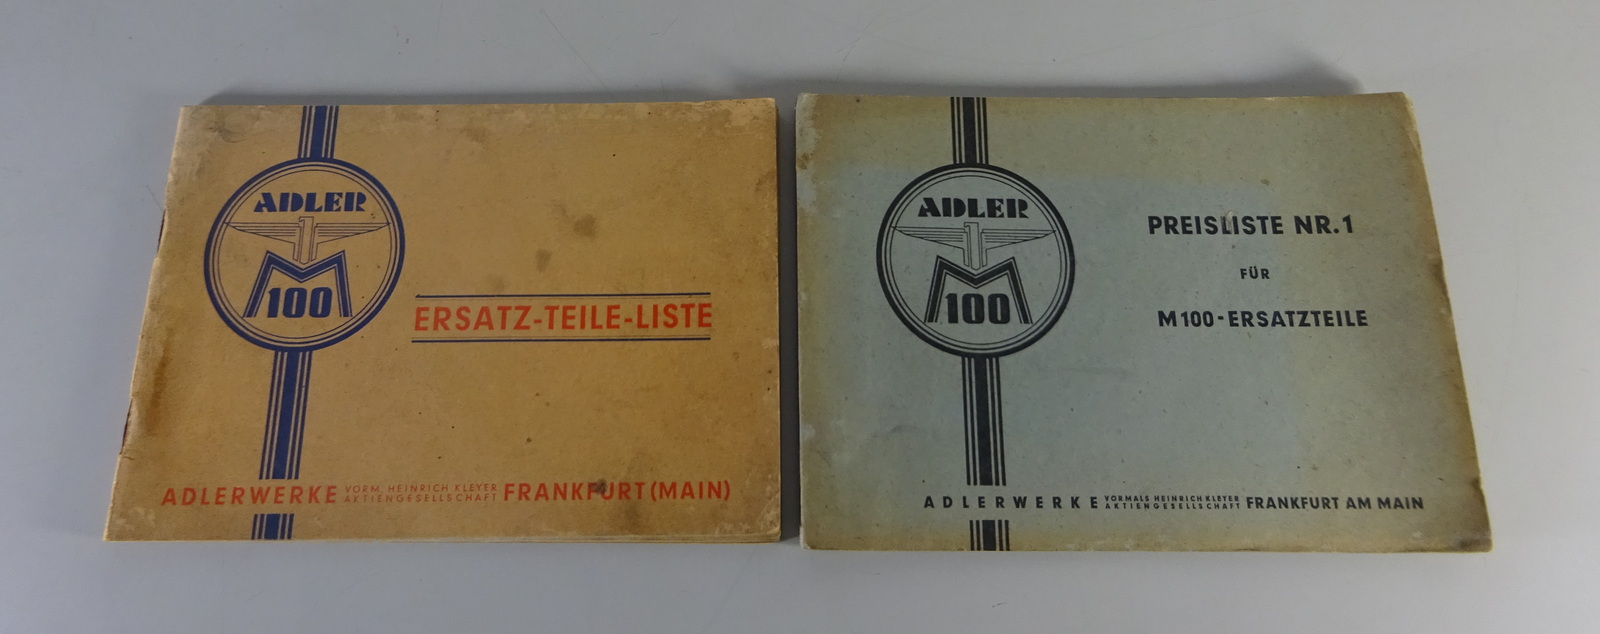 ADLER
M
100
ERSATZ-TEILE-LISTE
ADLERWERKE VORM. HEINRICH KLEYER AKTIENGESELLSCHAFT FRANKFURT (MAIN)
ADLER
M
100
PREISLISTE NR. 1
FÜR
M 100 - ERSATZTEILE
ADLERWERKE VORMALS HEINRICH KLEYER AKTIENGESELLSCHAFT FRANKFURT AM MAIN